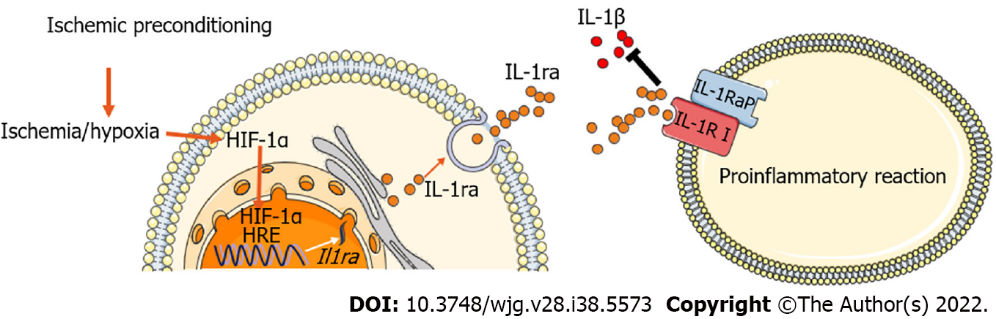 Ischemic preconditioning
Ischemia/hypoxia
HIF-1α
HIF-1α
HRE
Il1ra
IL-1ra
IL-1ra
IL-1β
IL-1RaP
IL-1R I
Proinflammatory reaction
DOI: 10.3748/wjg.v28.i38.5573 Copyright ©The Author(s) 2022.